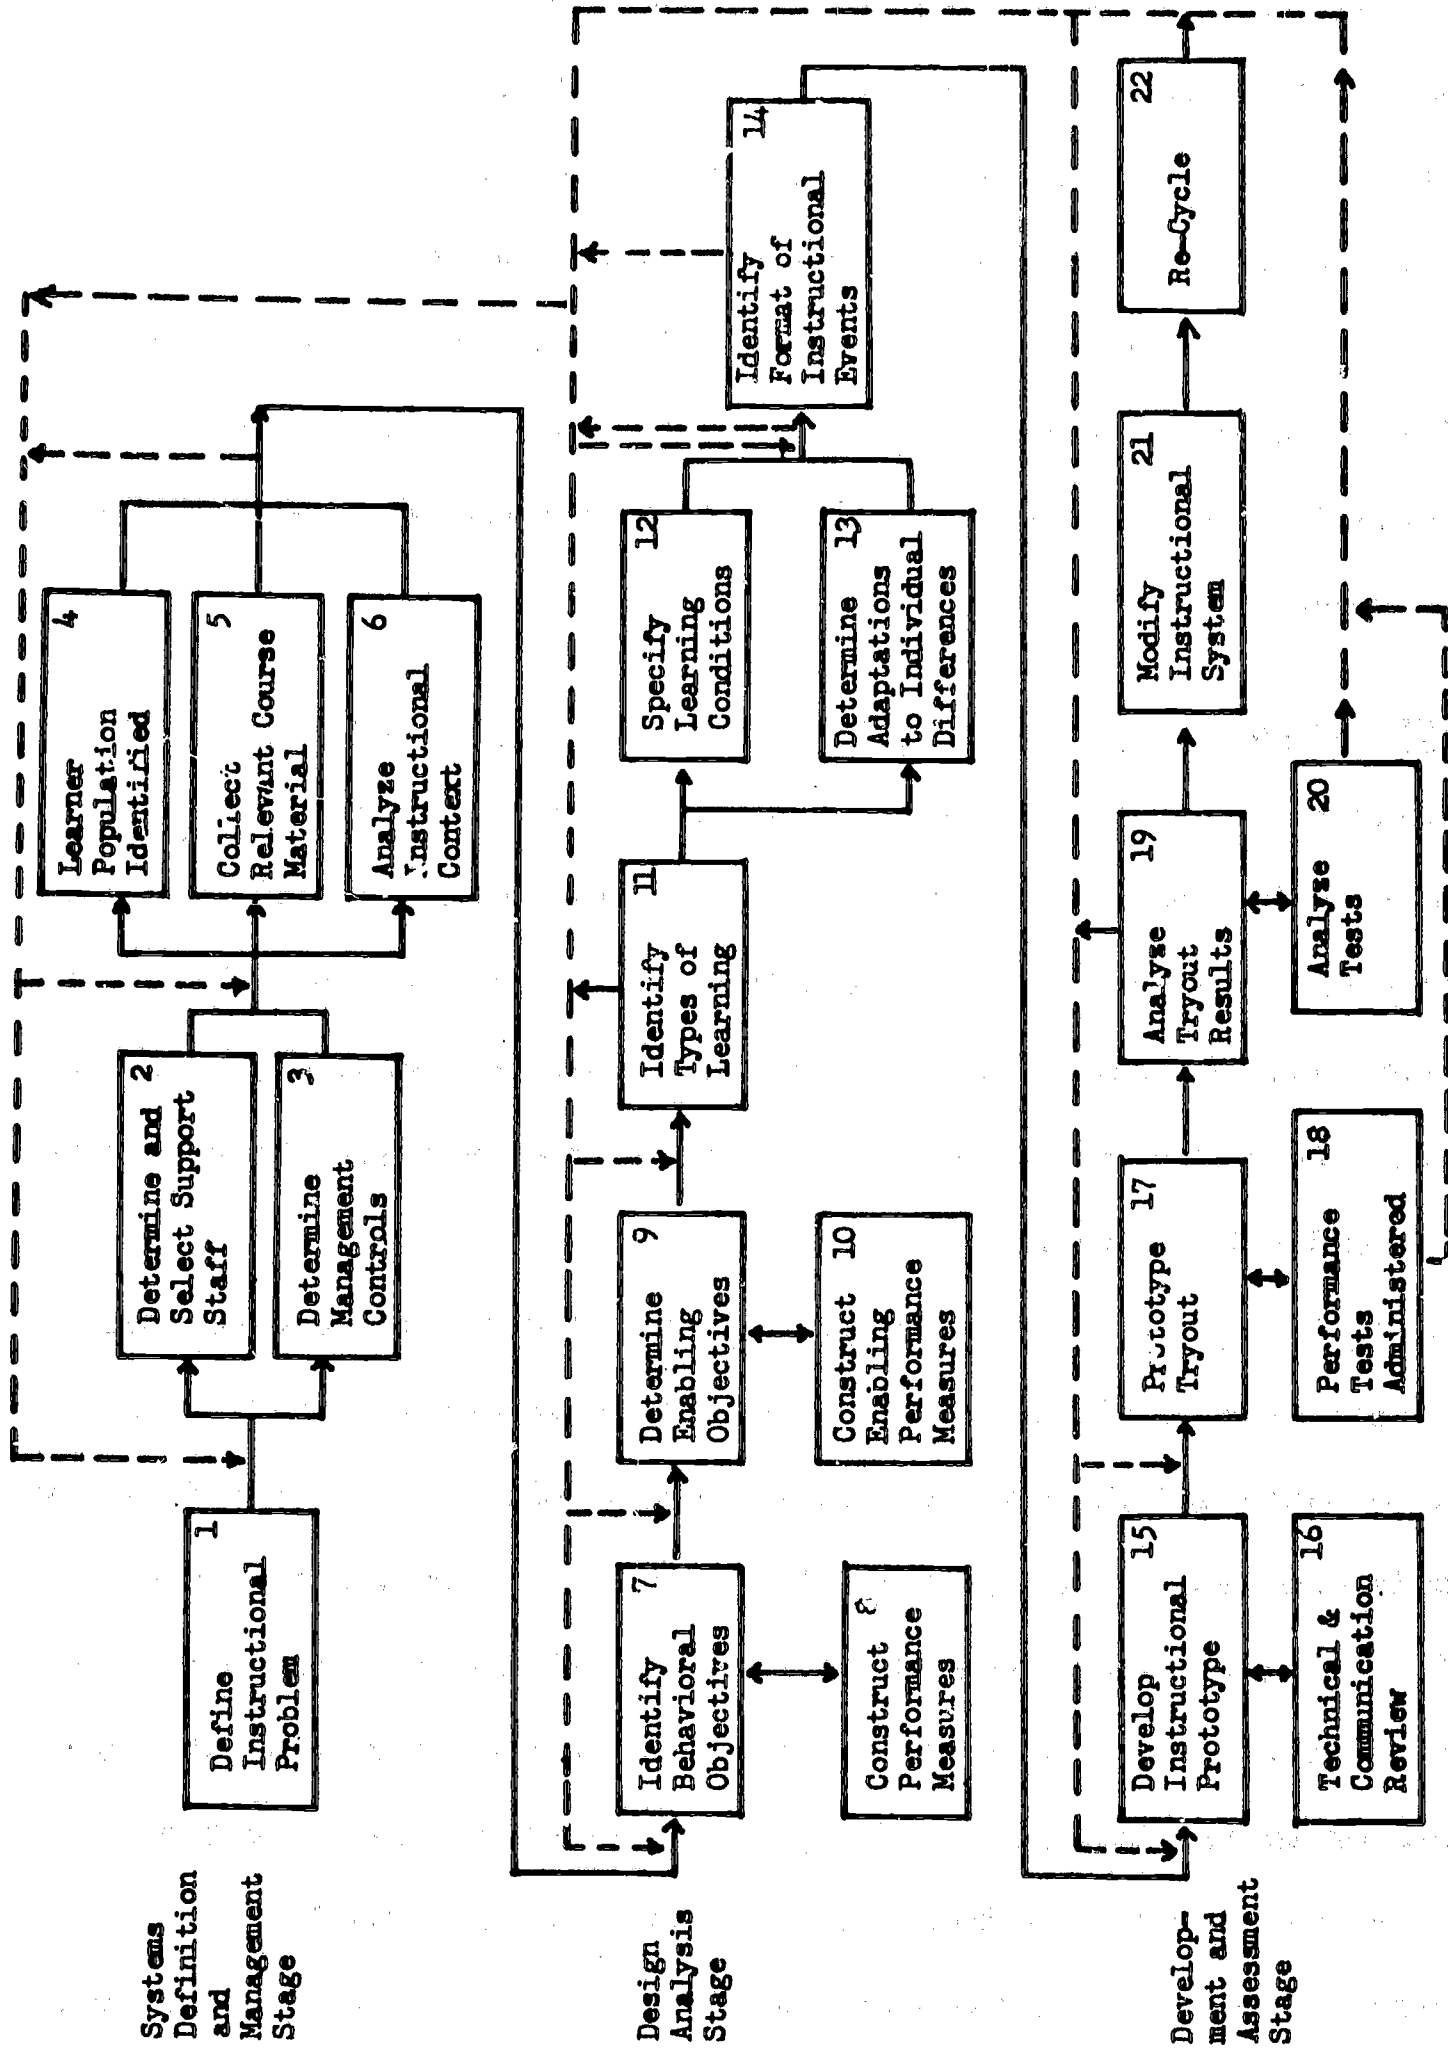 Systems
Definition
and
Management
Stage
1
Define
Instructional
Problem
2
Determine and
Select Support
Staff
3
Determine
Management
Controls
4
Learner
Population
Identified
5
Collect
Relevant Course
Material
6
Analyze
Instructional
Context
Design
Analysis
Stage
7
Identify
Behavioral
Objectives
8
Construct
Performance
Measures
9
Determine
Enabling
Objectives
10
Construct
Enabling
Performance
Measures
11
Identify
Types of
Learning
12
Specify
Learning
Conditions
13
Determine
Adaptations
to Individual
Differences
14
Identify
Format of
Instructional
Events
Develop-
ment and
Assessment
Stage
15
Develop
Instructional
Prototype
16
Technical &
Communication
Review
17
Prototype
Tryout
18
Performance
Tests
Administered
19
Analyze
Tryout
Results
20
Analyze
Tests
21
Modify
Instructional
System
22
Re-Cycle